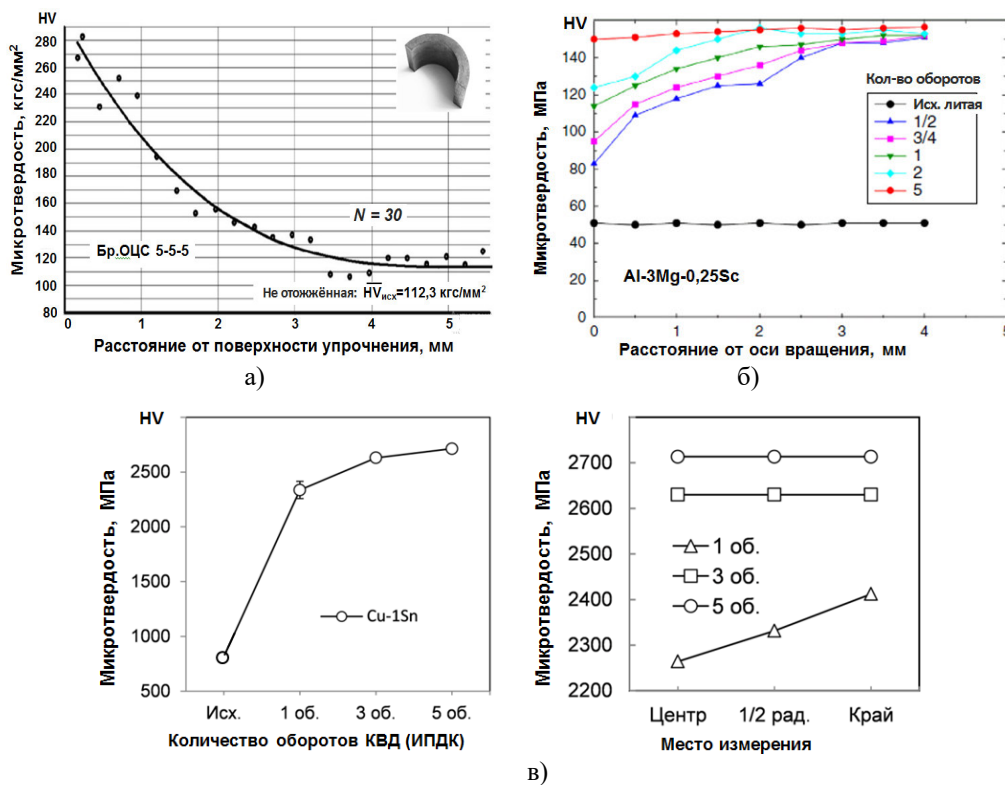 HV
Микротвердость, кгс/мм²
280
260
240
220
200
180
160
140
120
100
80
N = 30
Бр.ОЦС 5-5-5
Не отожжённая: HVисх=112,3 кгс/мм²
0 1 2 3 4 5
Расстояние от поверхности упрочнения, мм
а)
HV
Микротвердость, МПа
160
140
120
100
80
60
40
20
0
Кол-во оборотов
Исх. литая
1/2
3/4
1
2
5
Al-3Mg-0,25Sc
0 1 2 3 4 5
Расстояние от оси вращения, мм
б)
HV
Микротвердость, МПа
2500
2000
1500
1000
500
Cu-1Sn
Исх. 1 об. 3 об. 5 об.
Количество оборотов КВД (ИПДК)
HV
Микротвердость, МПа
2700
2600
2500
2400
2300
2200
1 об.
3 об.
5 об.
Центр 1/2 рад. Край
Место измерения
в)